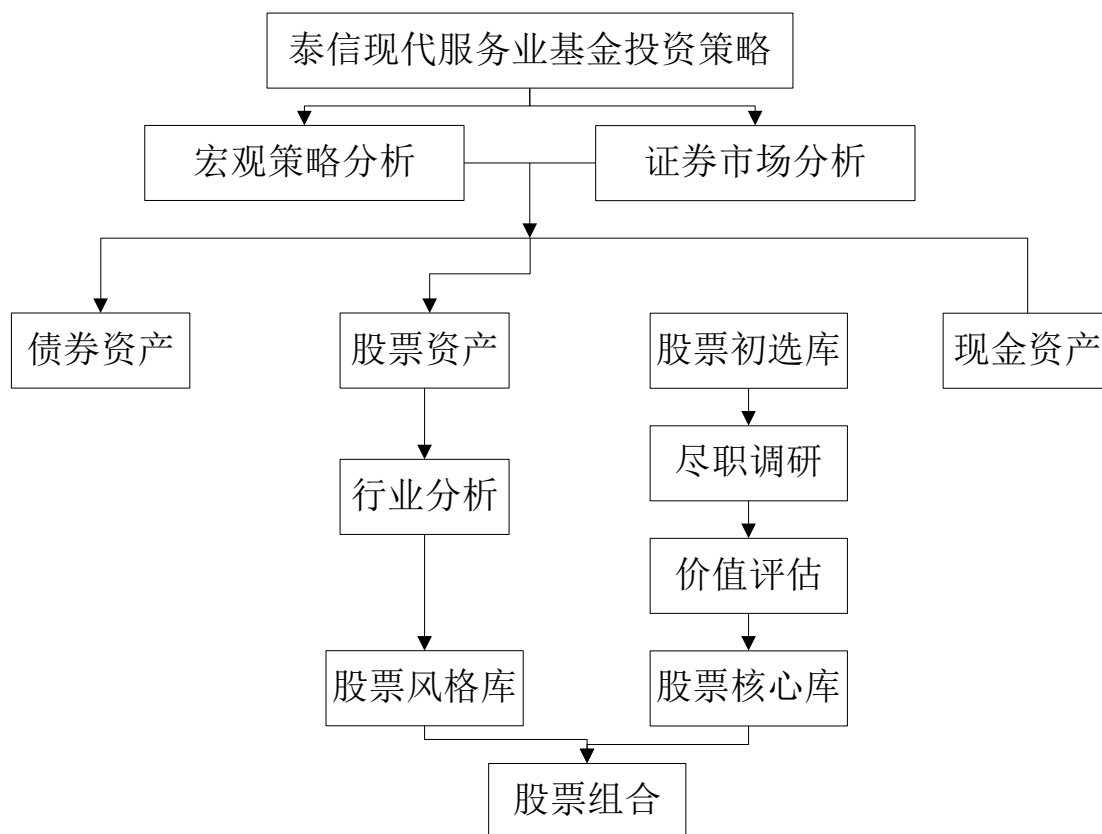 泰信现代服务业基金投资策略
宏观策略分析
证券市场分析
债券资产
股票资产
股票初选库
现金资产
行业分析
尽职调研
价值评估
股票风格库
股票核心库
股票组合